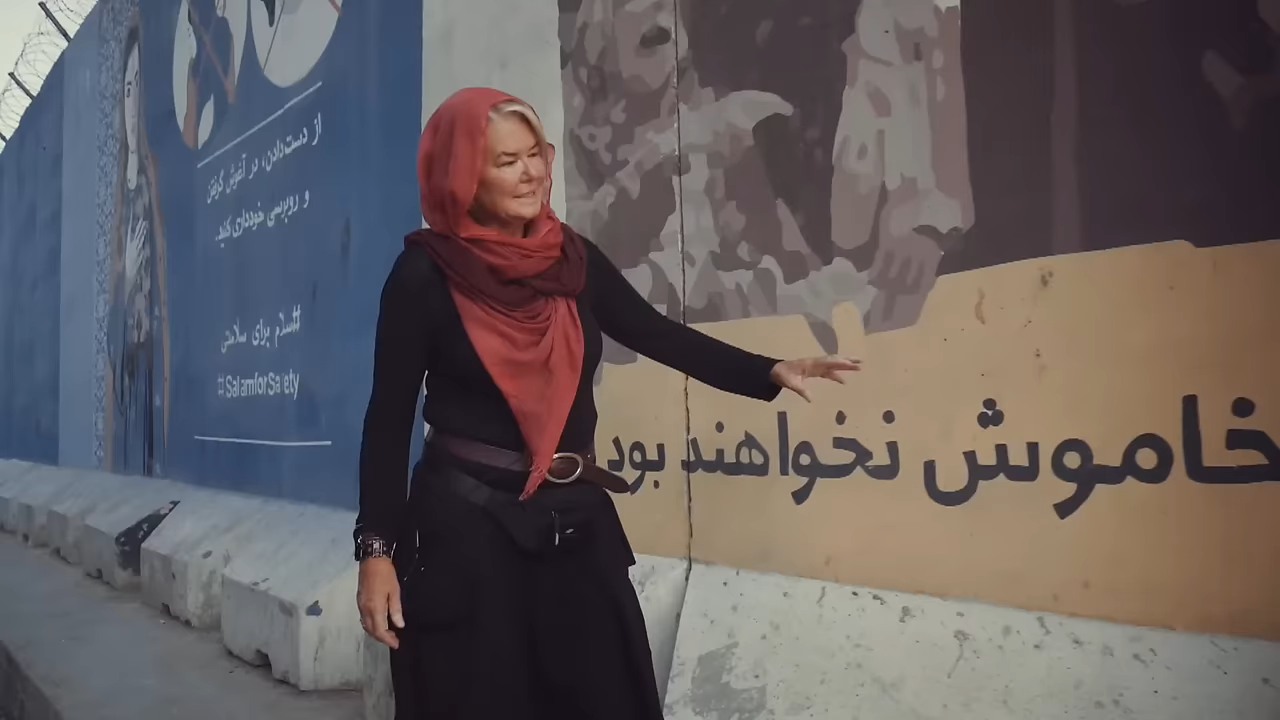 از دست‌دادن، در آغوش گرفتن
و روبوسی خودداری کنید.
#سلام برای سلامتی
#SalamforSafety
خاموش نخواهند بود